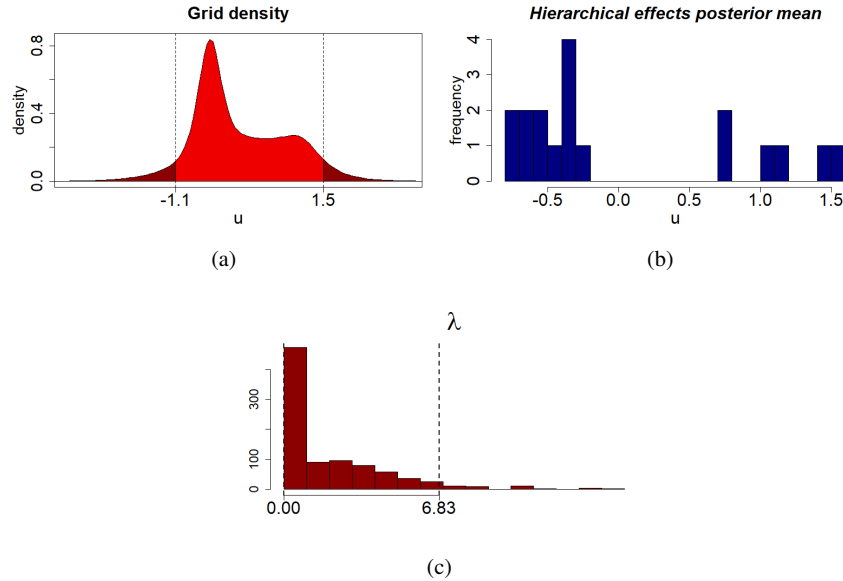 Grid density
density
0.0
0.4
0.8
-1.1
1.5
u
(a)
Hierarchical effects posterior mean
frequency
0
1
2
3
4
-0.5
0.0
0.5
1.0
1.5
u
(b)
λ
0
100
300
0.00
6.83
(c)